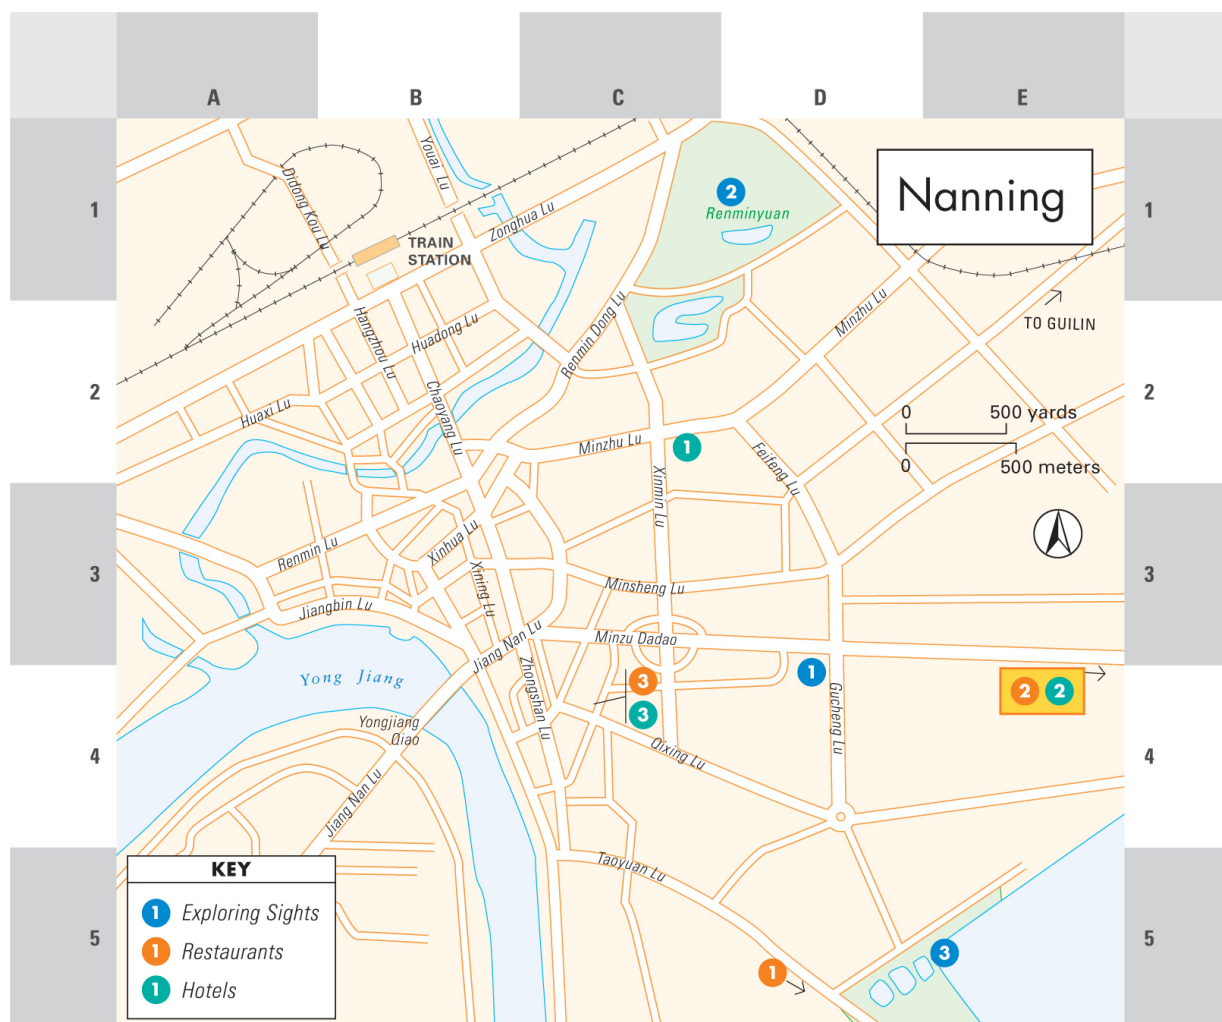 A
B
C
D
E
1
1
Nanning
2
Renminyuan
Youai Lu
Didong Kou Lu
Zonghua Lu
TRAIN
STATION
TO GUILIN
2
2
Hangzhou Lu
Huadong Lu
Renmin Dong Lu
Minzhu Lu
Huaxi Lu
Chaoyang Lu
Minzhu Lu
1
Feifeng Lu
0
500 yards
0
500 meters
Xinmin Lu
3
3
Renmin Lu
Xinhua Lu
Xining Lu
Minsheng Lu
Jiangbin Lu
Jiang Nan Lu
Minzu Dadao
Yong Jiang
Zhongshan Lu
3
3
1
Gucheng Lu
2
2
4
4
Yongjiang
Qiao
Qixing Lu
Jiang Nan Lu
Taoyuan Lu
KEY
1 Exploring Sights
1 Restaurants
1 Hotels
5
5
1
3